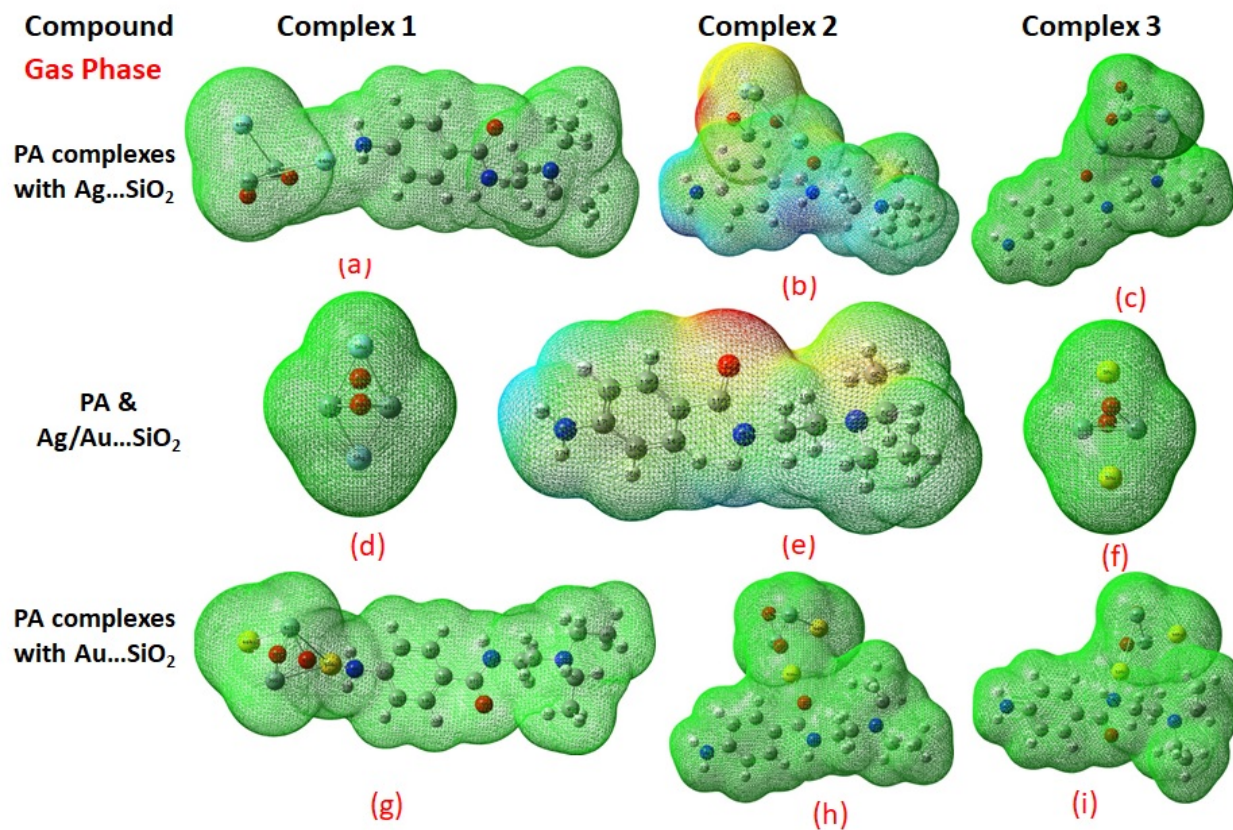 Compound Complex 1 Complex 2 Complex 3
Gas Phase
PA complexes
with Ag...SiO₂
(a) (b) (c)
PA &
Ag/Au...SiO₂
(d) (e) (f)
PA complexes
with Au...SiO₂
(g) (h) (i)